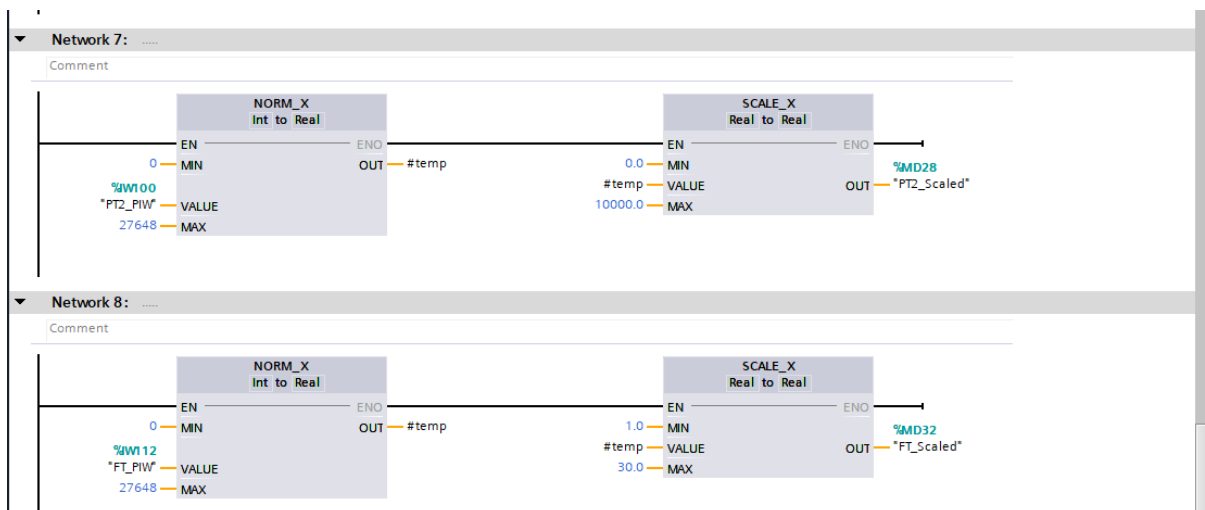 Network 7: .....
Comment
NORM_X
Int to Real
SCALE_X
Real to Real
EN ENO EN ENO
0 MIN OUT #temp 0.0 MIN %MD28
%IW100 #temp VALUE OUT "PT2_Scaled"
"PT2_PIW" VALUE 10000.0 MAX
27648 MAX
Network 8: .....
Comment
NORM_X
Int to Real
SCALE_X
Real to Real
EN ENO EN ENO
0 MIN OUT #temp 1.0 MIN %MD32
%IW112 #temp VALUE OUT "FT_Scaled"
"FT_PIW" VALUE 30.0 MAX
27648 MAX